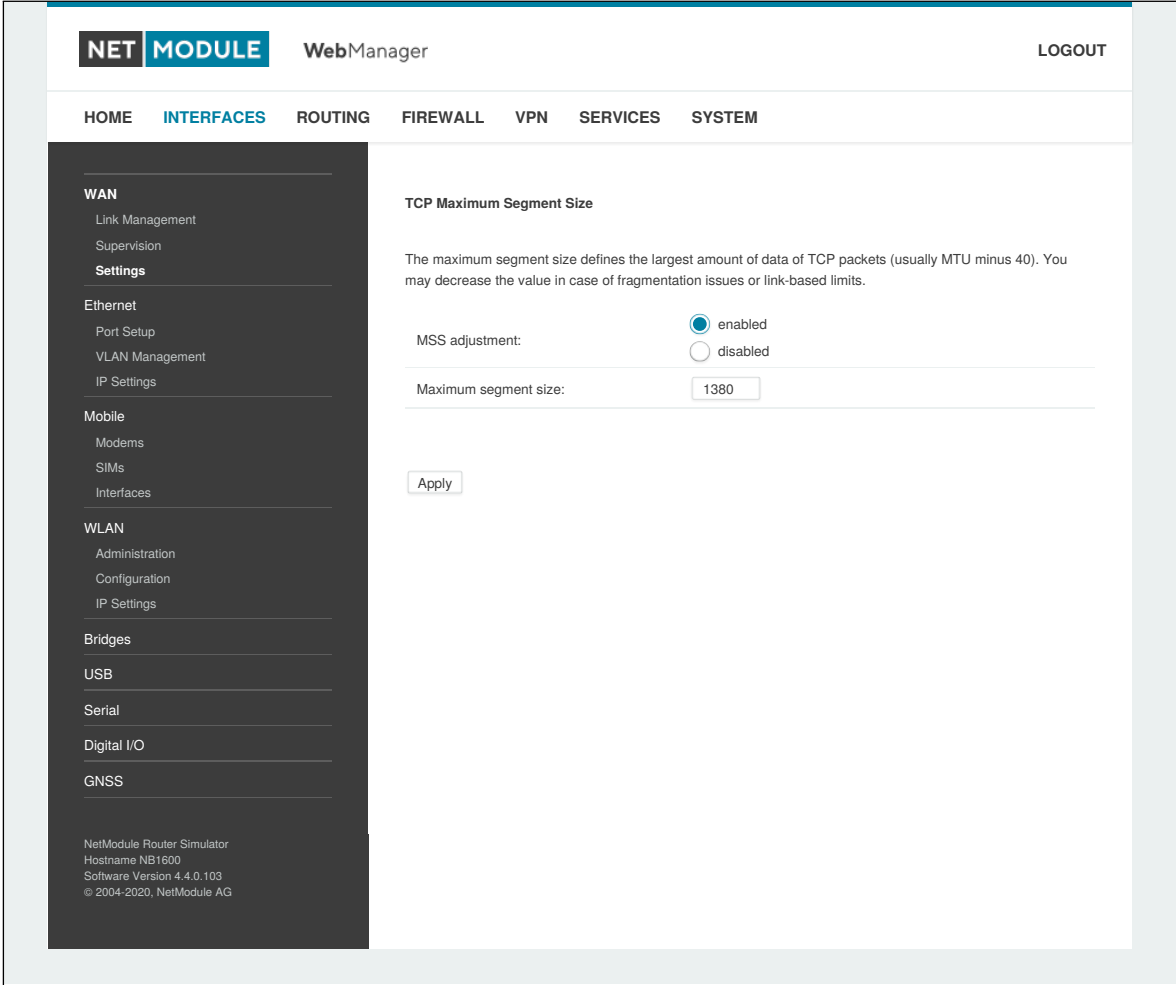 NET MODULE WebManager LOGOUT
HOME INTERFACES ROUTING FIREWALL VPN SERVICES SYSTEM
WAN
Link Management
Supervision
Settings
Ethernet
Port Setup
VLAN Management
IP Settings
Mobile
Modems
SIMs
Interfaces
WLAN
Administration
Configuration
IP Settings
Bridges
USB
Serial
Digital I/O
GNSS
NetModule Router Simulator
Hostname NB1600
Software Version 4.4.0.103
© 2004-2020, NetModule AG
TCP Maximum Segment Size
The maximum segment size defines the largest amount of data of TCP packets (usually MTU minus 40). You
may decrease the value in case of fragmentation issues or link-based limits.
MSS adjustment:
enabled
disabled
Maximum segment size: 1380
Apply